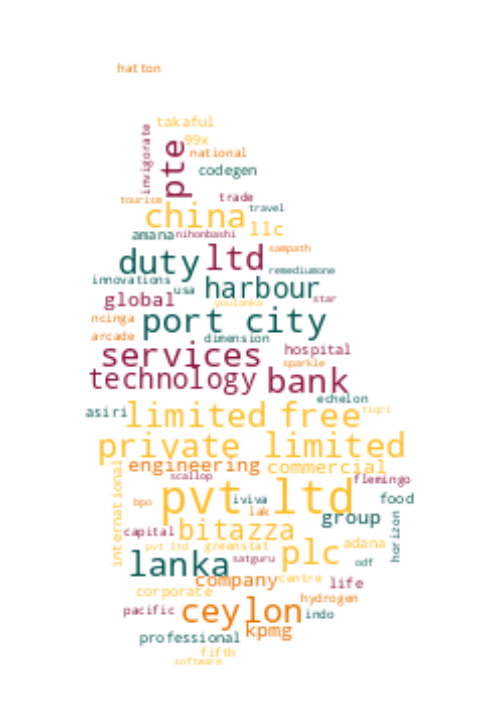 hatton
takaful
99x
invigorate
pte
national
codegen
tourism
trade
travel
china
llc
amana
nihonbashi
duty
ltd
sampath
remediumone
innovations
usa
harbour
global
youlanka
star
ncinga
port city
arcade
dimension
services
hospital
sparkle
technology
bank
echelon
asiri
limited
free
tiqri
private limited
engineering
commercial
international
scallop
flemingo
pvt ltd
bpo
iviva
lak
food
group
horizon
capital
bitazza
pvt ltd
greenstat
plc
adana
lanka
satguru
odf
company
centre
life
corporate
hydrogen
pacific
ceylon
indo
professional
kpmg
fifth
software